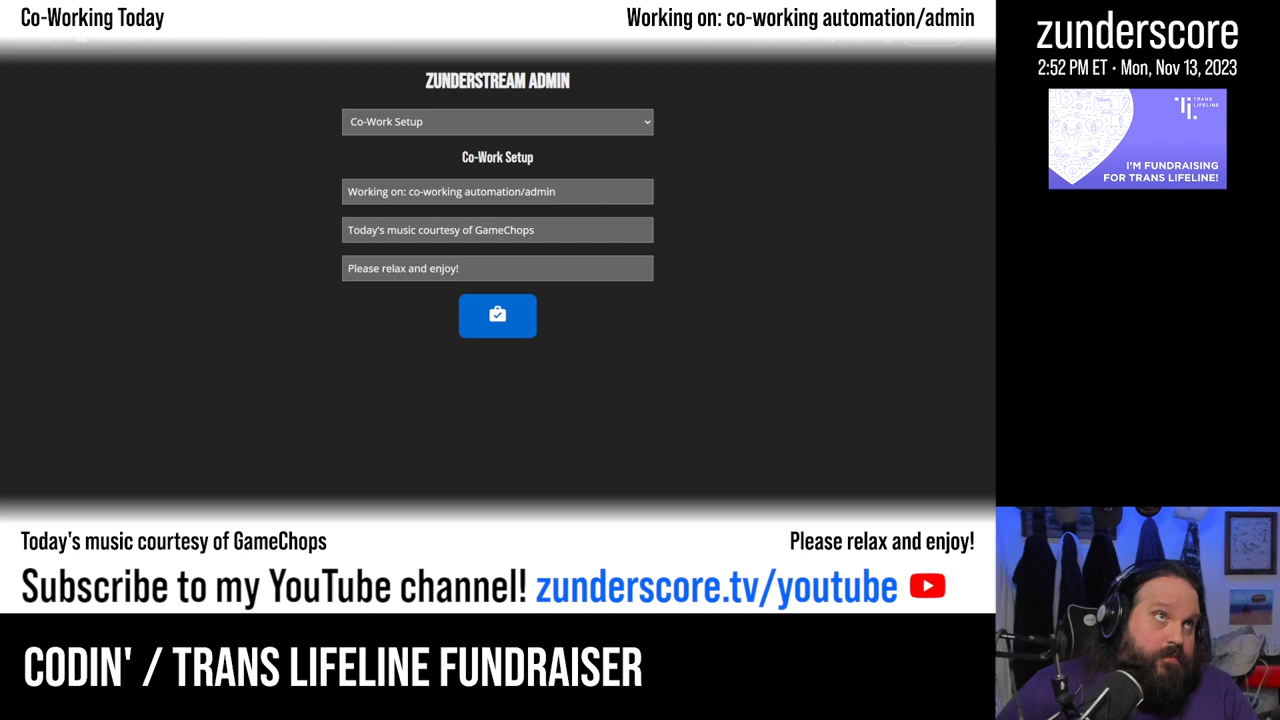 Co-Working Today
Working on: co-working automation/admin
zunderscore
2:52 PM ET · Mon, Nov 13, 2023
TRANS
LIFELINE
I'M FUNDRAISING
FOR TRANS LIFELINE!
ZUNDERSTREAM ADMIN
Co-Work Setup
Co-Work Setup
Working on: co-working automation/admin
Today's music courtesy of GameChops
Please relax and enjoy!
Today's music courtesy of GameChops
Please relax and enjoy!
Subscribe to my YouTube channel! zunderscore.tv/youtube
CODIN' / TRANS LIFELINE FUNDRAISER